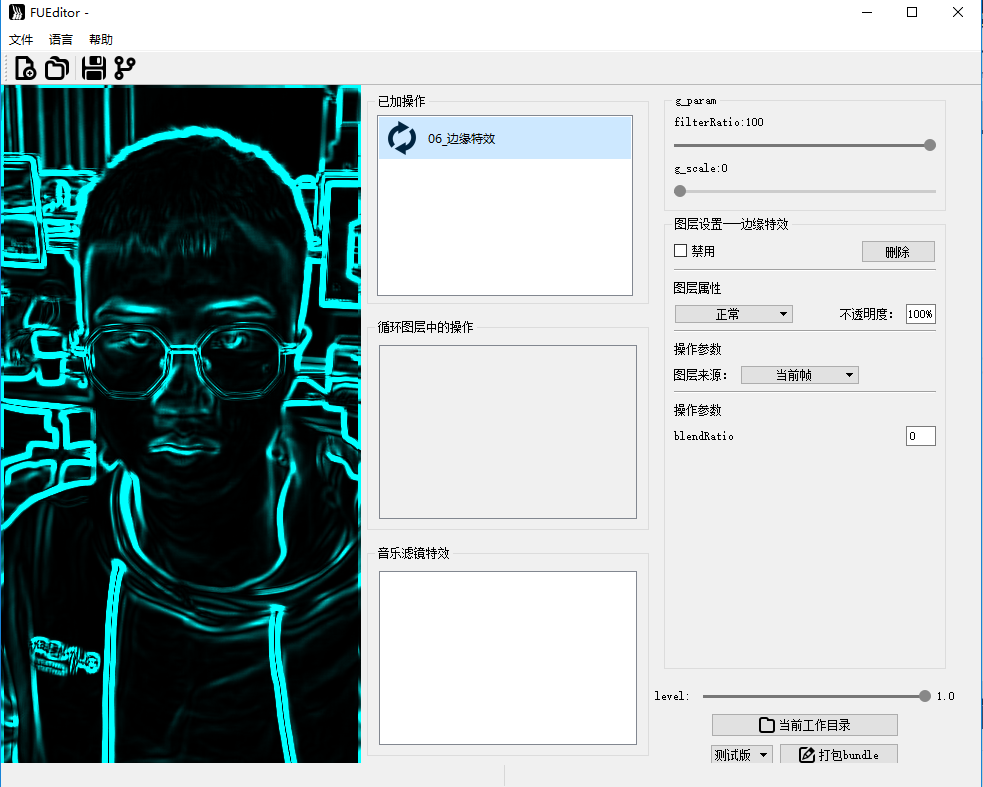 FUEditor -
文件 语言 帮助
已加操作
06_边缘特效
循环图层中的操作
音乐滤镜特效
g_param
filterRatio:100
g_scale:0
图层设置——边缘特效
禁用 删除
图层属性
正常 不透明度： 100%
操作参数
图层来源： 当前帧
操作参数
blendRatio 0
level: 1.0
当前工作目录
测试版 打包bundle